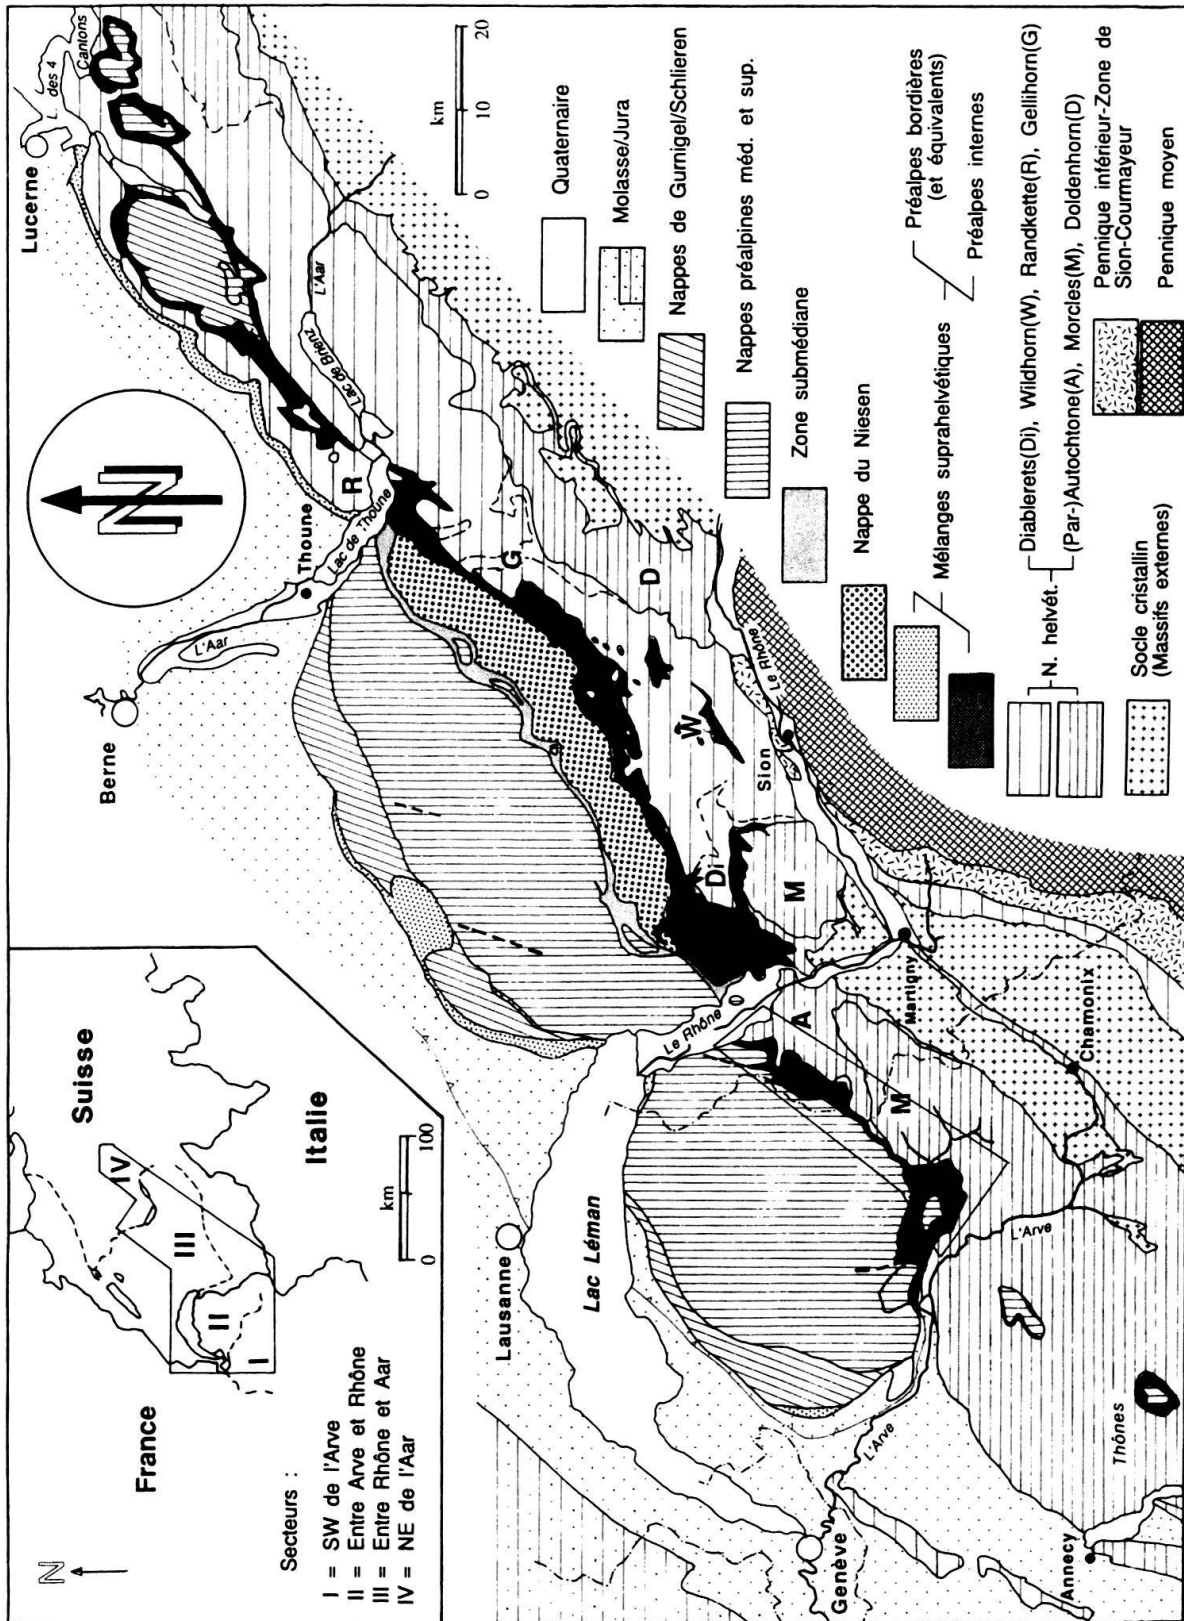 N
France
Suisse
Italie
I
II
III
IV
Secteurs :
I = SW de l'Arve
II = Entre Arve et Rhône
III = Entre Rhône et Aar
IV = NE de l'Aar
km
0
100
N
Berne
Thoune
Lucerne
L. des 4
Cantons
L'Aar
Lac de Thoune
Lac de Brienz
L'Aar
R
G
D
W
Di
M
A
M
Lausanne
Lac Léman
Le Rhône
Le Rhône
Sion
Martigny
Chamonix
L'Arve
L'Arve
Genève
Annecy
Thônes
km
0
10
20
Quaternaire
Molasse/Jura
Nappes de Gurnigel/Schlieren
Nappes préalpines méd. et sup.
Zone submédiane
Nappe du Niesen
Mélanges suprahelvétiques
Préalpes bordières
(et équivalents)
Préalpes internes
N. helvét.
Diablerets(Di), Wildhorn(W), Randkette(R), Gellihorn(G)
(Par-)Autochtone(A), Morcles(M), Doldenhorn(D)
Socle cristallin
(Massifs externes)
Pennique inférieur-Zone de
Sion-Courmayeur
Pennique moyen